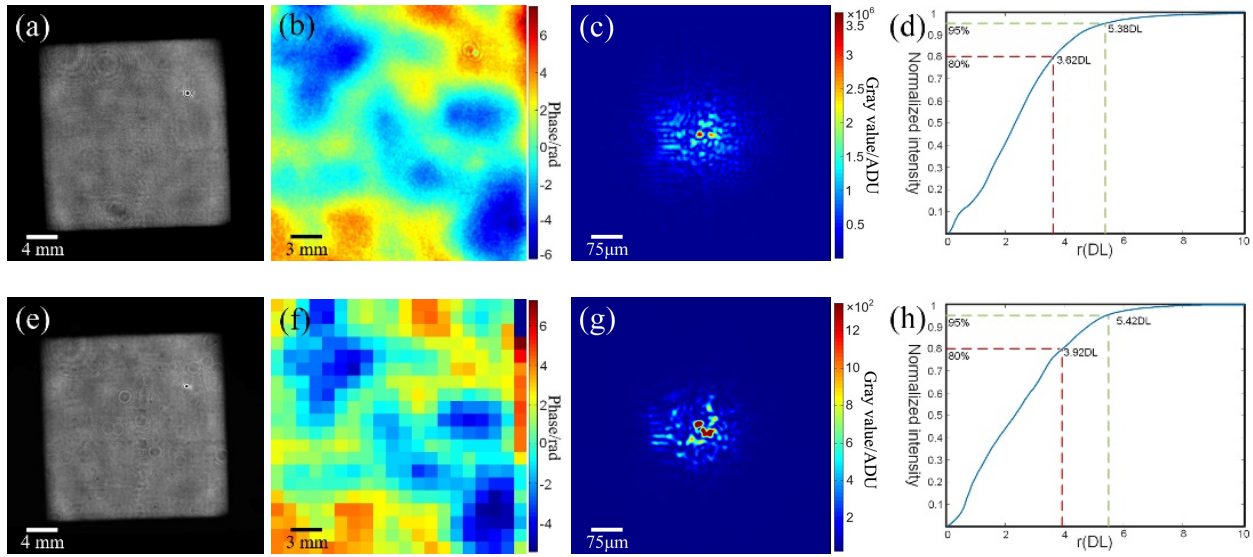 (a)
4 mm
(b)
3 mm
6
4
2
0
-2
-4
-6
Phase/rad
(c)
75μm
×10⁶
3.5
3
2.5
2
1.5
1
0.5
Gray value/ADU
(d)
1
0.9
0.8
0.7
0.6
0.5
0.4
0.3
0.2
0.1
95%
80%
5.38DL
3.62DL
Normalized intensity
0 2 4 6 8 10
r(DL)
(e)
4 mm
(f)
3 mm
6
4
2
0
-2
-4
Phase/rad
(g)
75μm
×10²
12
10
8
6
4
2
Gray value/ADU
(h)
1
0.9
0.8
0.7
0.6
0.5
0.4
0.3
0.2
0.1
95%
80%
5.42DL
3.92DL
Normalized intensity
0 2 4 6 8 10
r(DL)